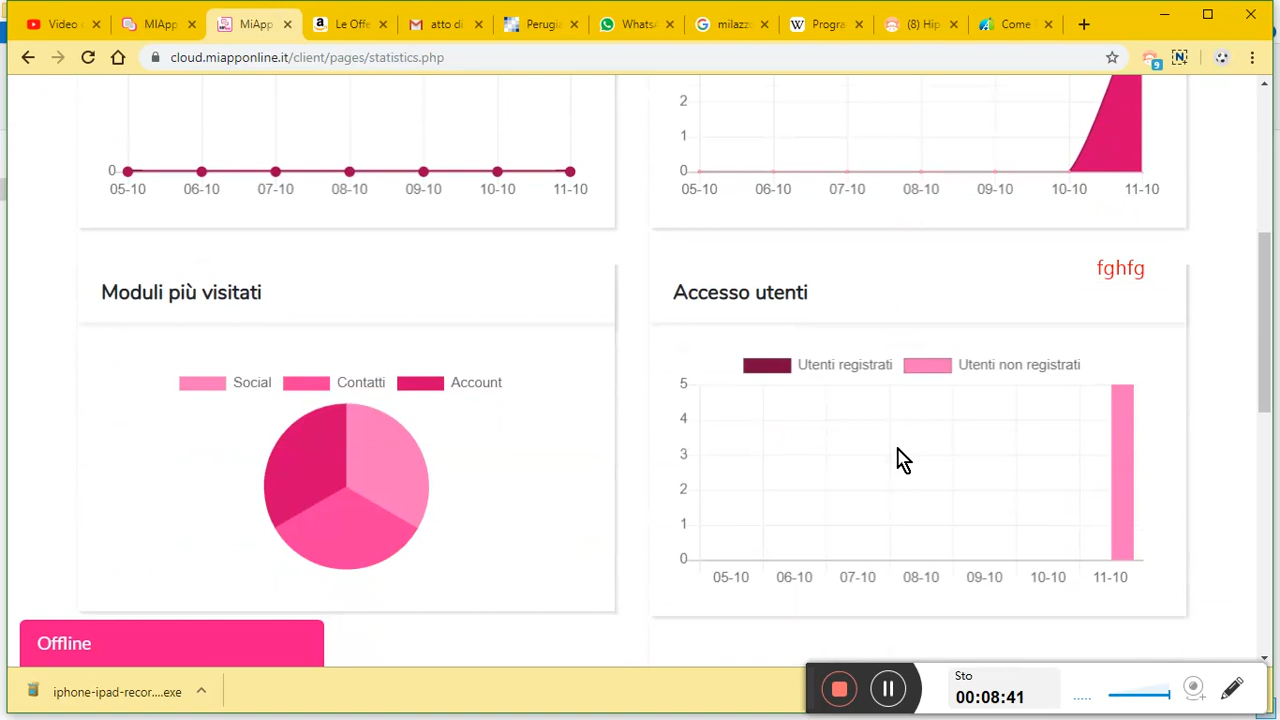 Video
MIApp
MiApp
Le Offe
atto di
Perugia
Whats
milazz
Progra
(8) Hip
Come
cloud.miapponline.it/client/pages/statistics.php
9
N
0
05-10 06-10 07-10 08-10 09-10 10-10 11-10
2
1
0
05-10 06-10 07-10 08-10 09-10 10-10 11-10
fghfg
Moduli più visitati
Social Contatti Account
Accesso utenti
Utenti registrati Utenti non registrati
5
4
3
2
1
0
05-10 06-10 07-10 08-10 09-10 10-10 11-10
Offline
iphone-ipad-recor....exe
Sto
00:08:41